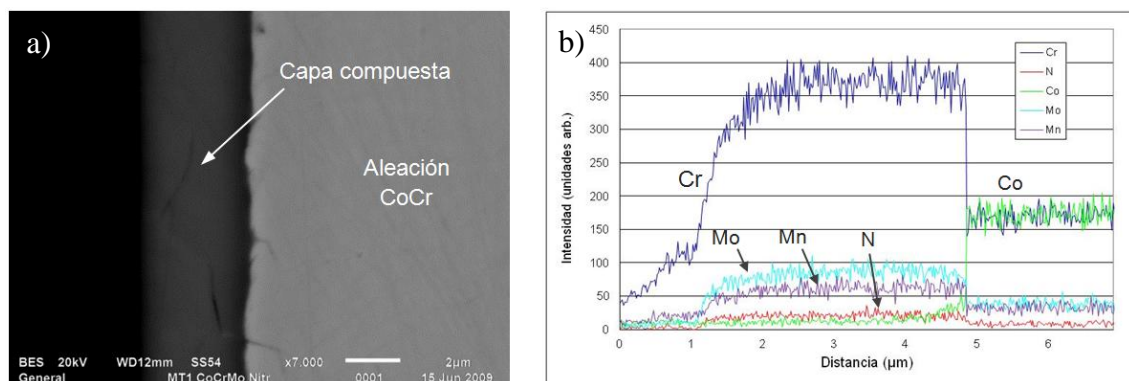 a)
Capa compuesta
Aleación
CoCr
BES 20kV WD12mm SS54 x7.000 2µm
General MT1 CoCrMo Nitr 0001 15 Jun 2009
b)
450
400
350
300
250
200
150
100
50
0
Intensidad (unidades arb.)
0 1 2 3 4 5 6
Distancia (µm)
Cr
Mo
Mn
N
Co
Cr
N
Co
Mo
Mn